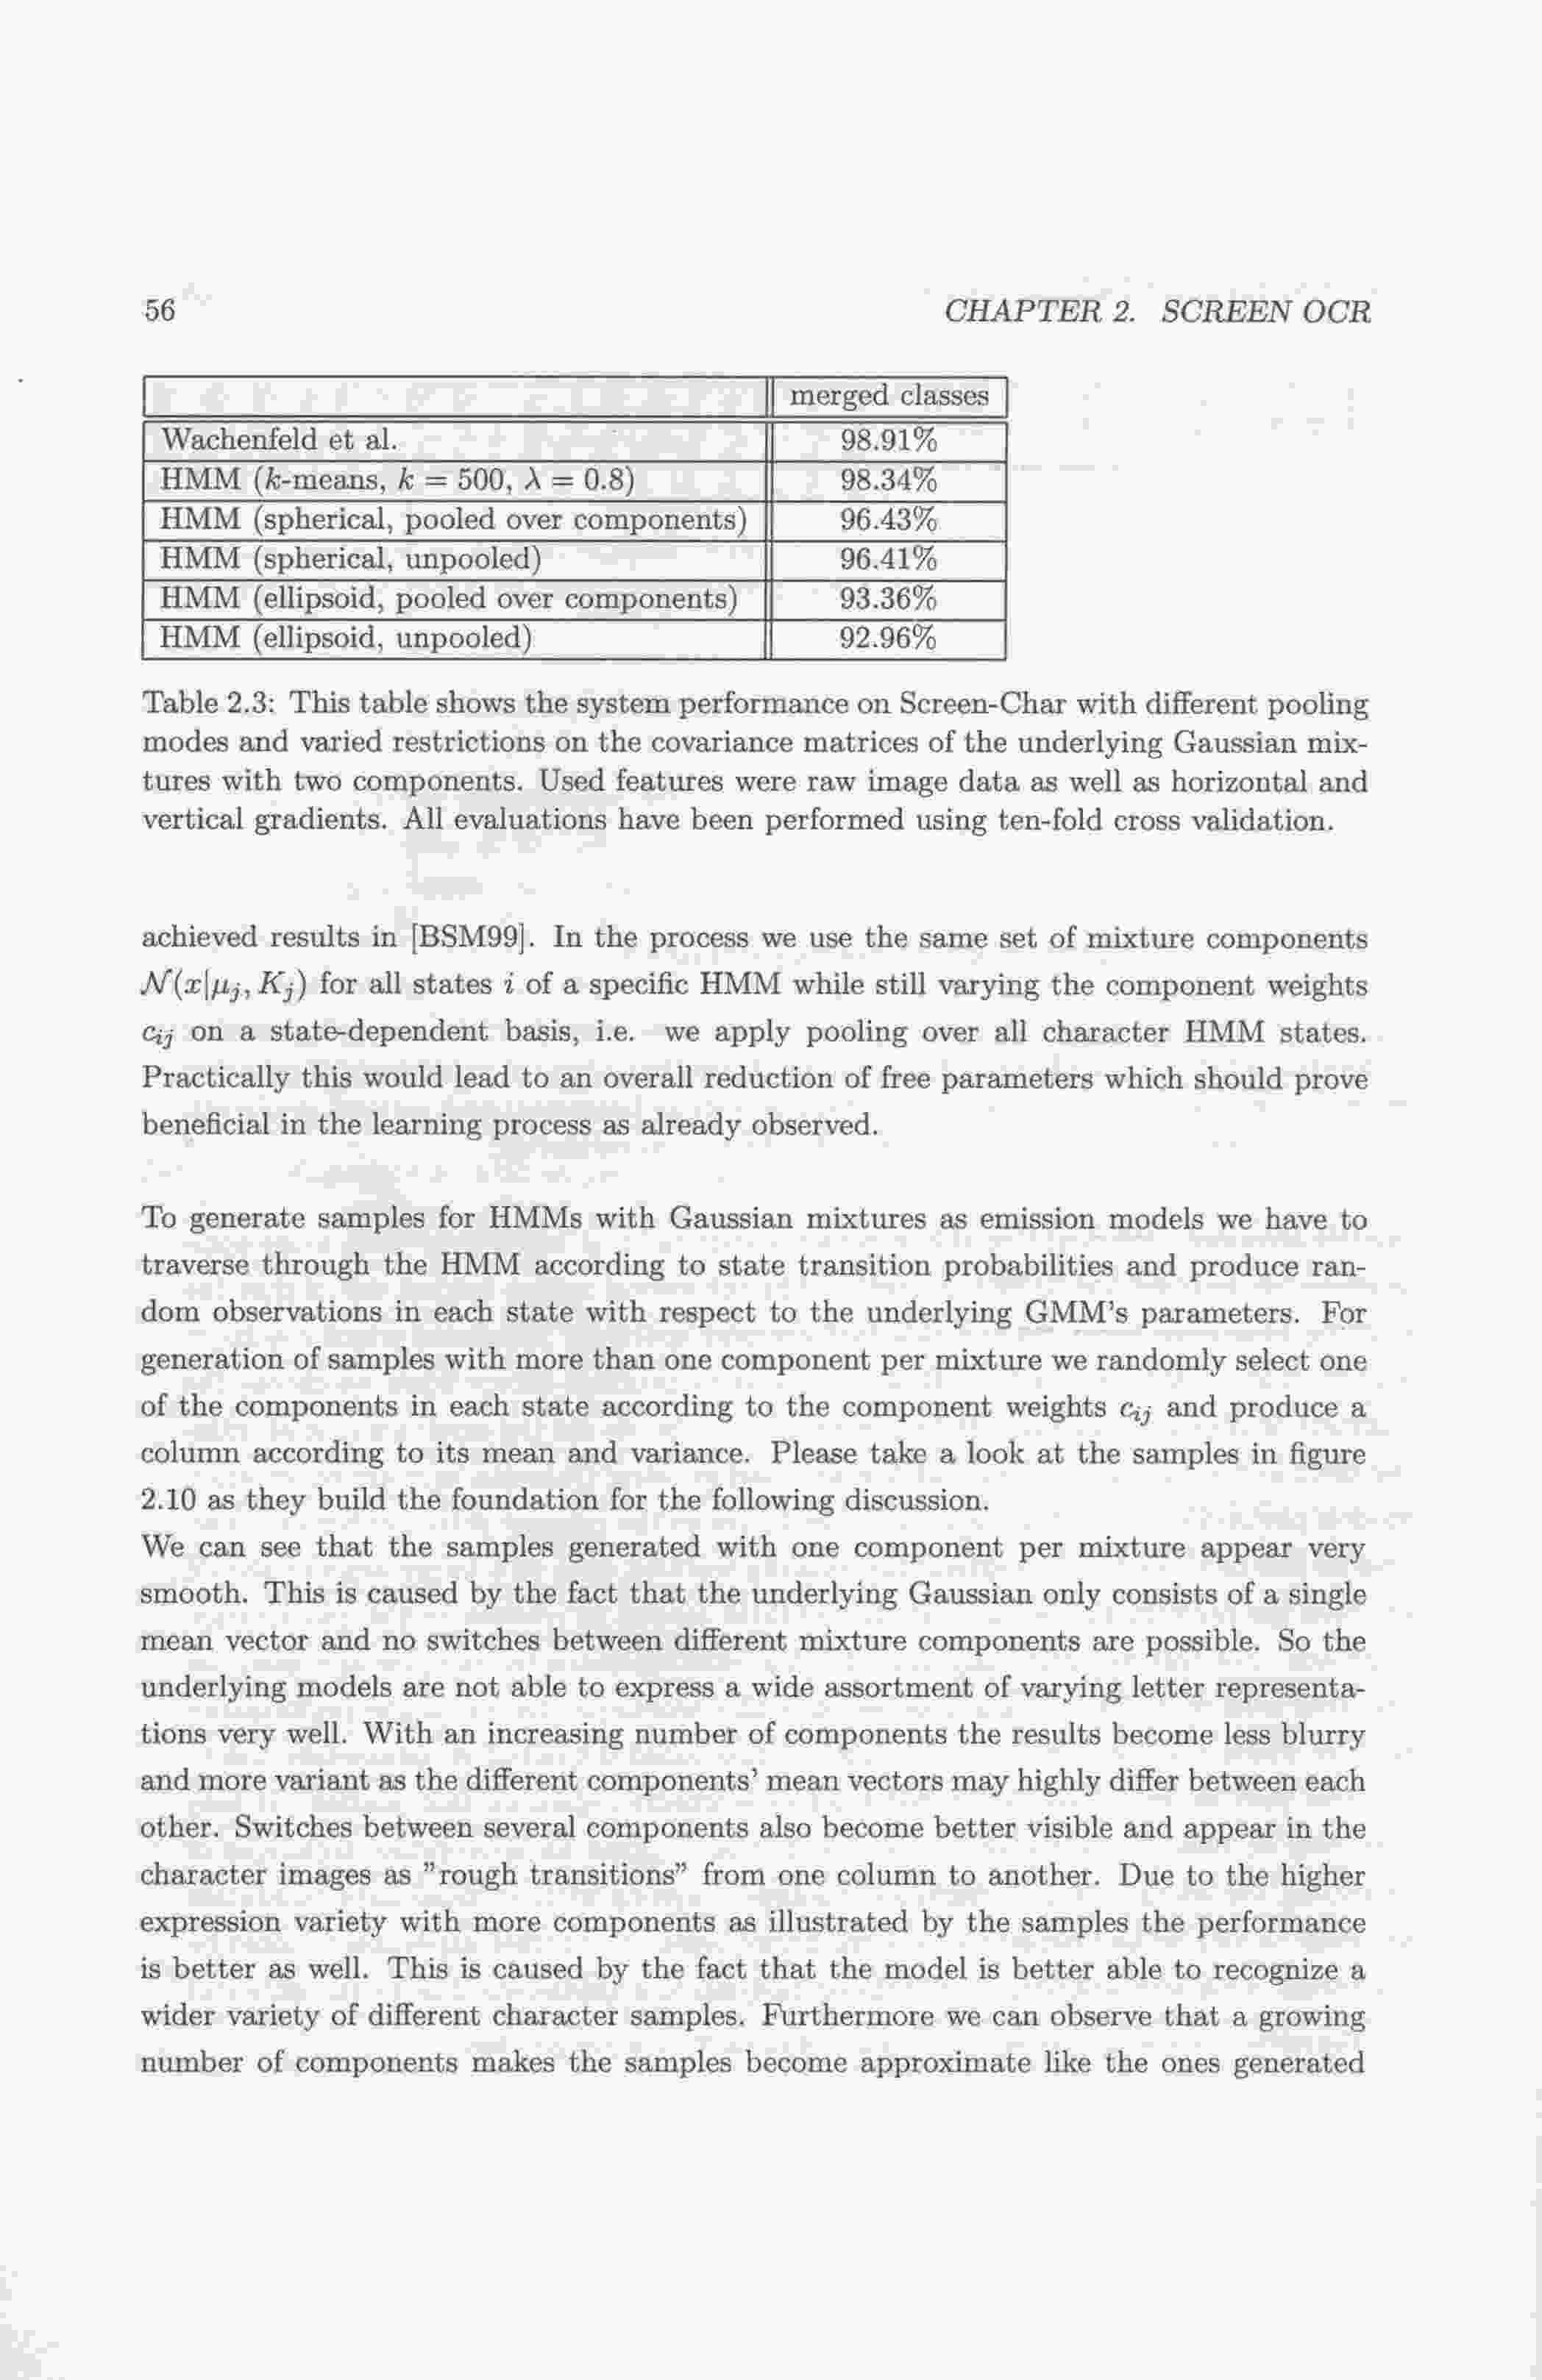 56 CHAPTER 2. SCREEN OCR
merged classes
Wachenfeld et al. 98.91%
HMM (k-means, k = 500, λ = 0.8) 98.34%
HMM (spherical, pooled over components) 96.43%
HMM (spherical, unpooled) 96.41%
HMM (ellipsoid, pooled over components) 93.36%
HMM (ellipsoid, unpooled) 92.96%
Table 2.3: This table shows the system performance on Screen-Char with different pooling
modes and varied restrictions on the covariance matrices of the underlying Gaussian mix-
tures with two components. Used features were raw image data as well as horizontal and
vertical gradients. All evaluations have been performed using ten-fold cross validation.
achieved results in [BSM99]. In the process we use the same set of mixture components
𝒩(x|μj, Kj) for all states i of a specific HMM while still varying the component weights
cij on a state-dependent basis, i.e. we apply pooling over all character HMM states.
Practically this would lead to an overall reduction of free parameters which should prove
beneficial in the learning process as already observed.
To generate samples for HMMs with Gaussian mixtures as emission models we have to
traverse through the HMM according to state transition probabilities and produce ran-
dom observations in each state with respect to the underlying GMM's parameters. For
generation of samples with more than one component per mixture we randomly select one
of the components in each state according to the component weights cij and produce a
column according to its mean and variance. Please take a look at the samples in figure
2.10 as they build the foundation for the following discussion.
We can see that the samples generated with one component per mixture appear very
smooth. This is caused by the fact that the underlying Gaussian only consists of a single
mean vector and no switches between different mixture components are possible. So the
underlying models are not able to express a wide assortment of varying letter representa-
tions very well. With an increasing number of components the results become less blurry
and more variant as the different components' mean vectors may highly differ between each
other. Switches between several components also become better visible and appear in the
character images as "rough transitions" from one column to another. Due to the higher
expression variety with more components as illustrated by the samples the performance
is better as well. This is caused by the fact that the model is better able to recognize a
wider variety of different character samples. Furthermore we can observe that a growing
number of components makes the samples become approximate like the ones generated